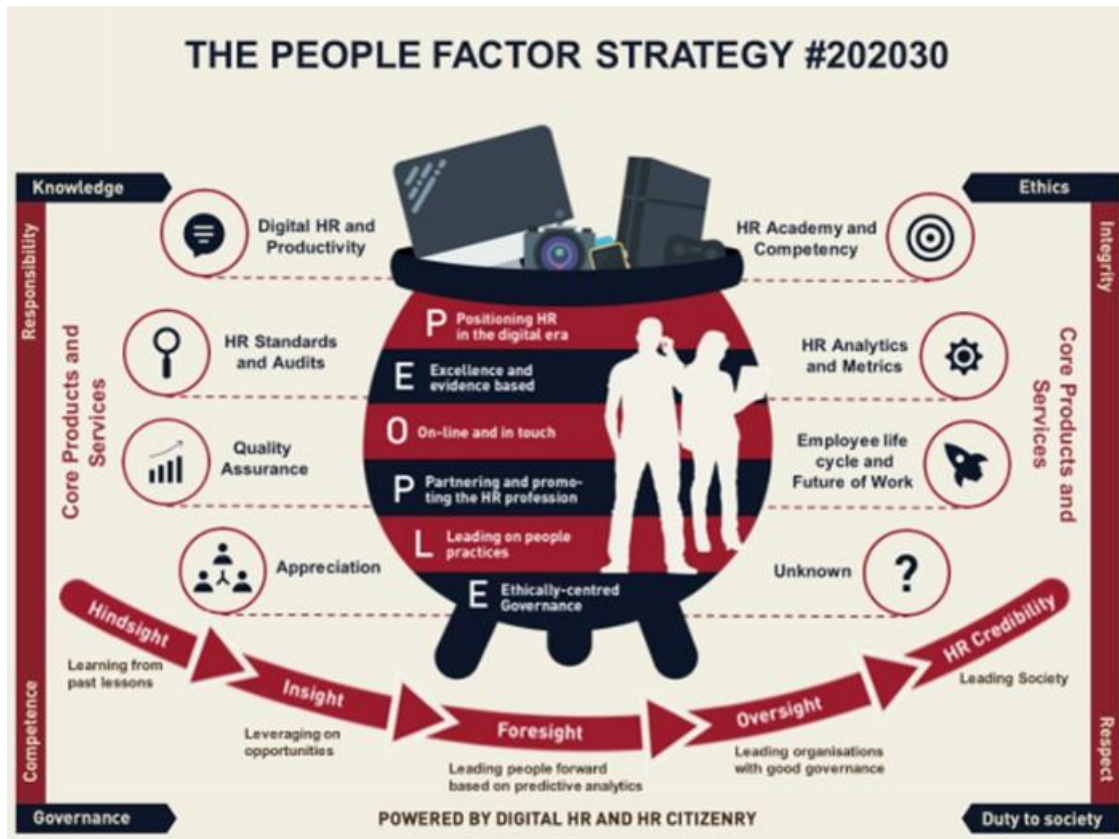 THE PEOPLE FACTOR STRATEGY #202030
Knowledge
Ethics
Responsibility
Integrity
Core Products and
Services
Core Products and
Services
Digital HR and
Productivity
HR Academy and
Competency
HR Standards
and Audits
HR Analytics
and Metrics
Quality
Assurance
Employee life
cycle and
Future of Work
Appreciation
Unknown
?
P Positioning HR
in the digital era
E Excellence and
evidence based
O On-line and in touch
P Partnering and promo-
ting the HR profession
L Leading on people
practices
E Ethically-centred
Governance
Hindsight
Learning from
past lessons
Insight
Leveraging on
opportunities
Foresight
Leading people forward
based on predictive analytics
Oversight
Leading organisations
with good governance
HR Credibility
Leading Society
Competence
Respect
Governance
POWERED BY DIGITAL HR AND HR CITIZENRY
Duty to society